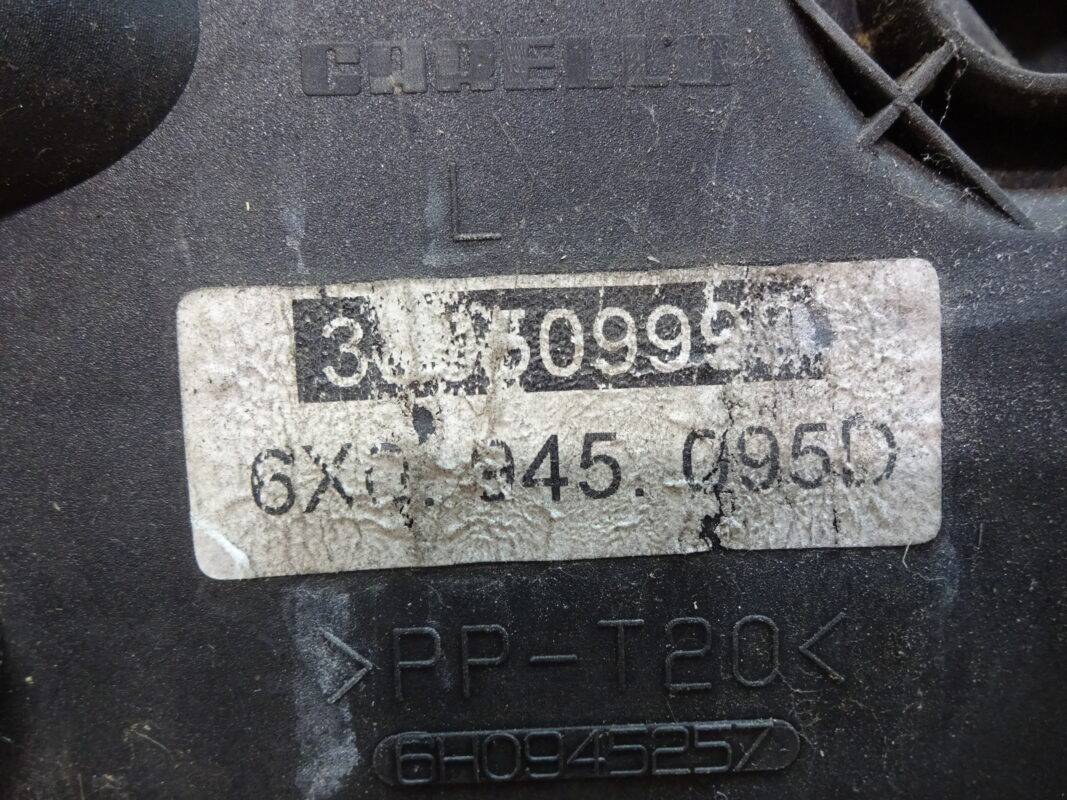 CARELLO
L
6X0.945.095D
>PP-T20<
6H0945257